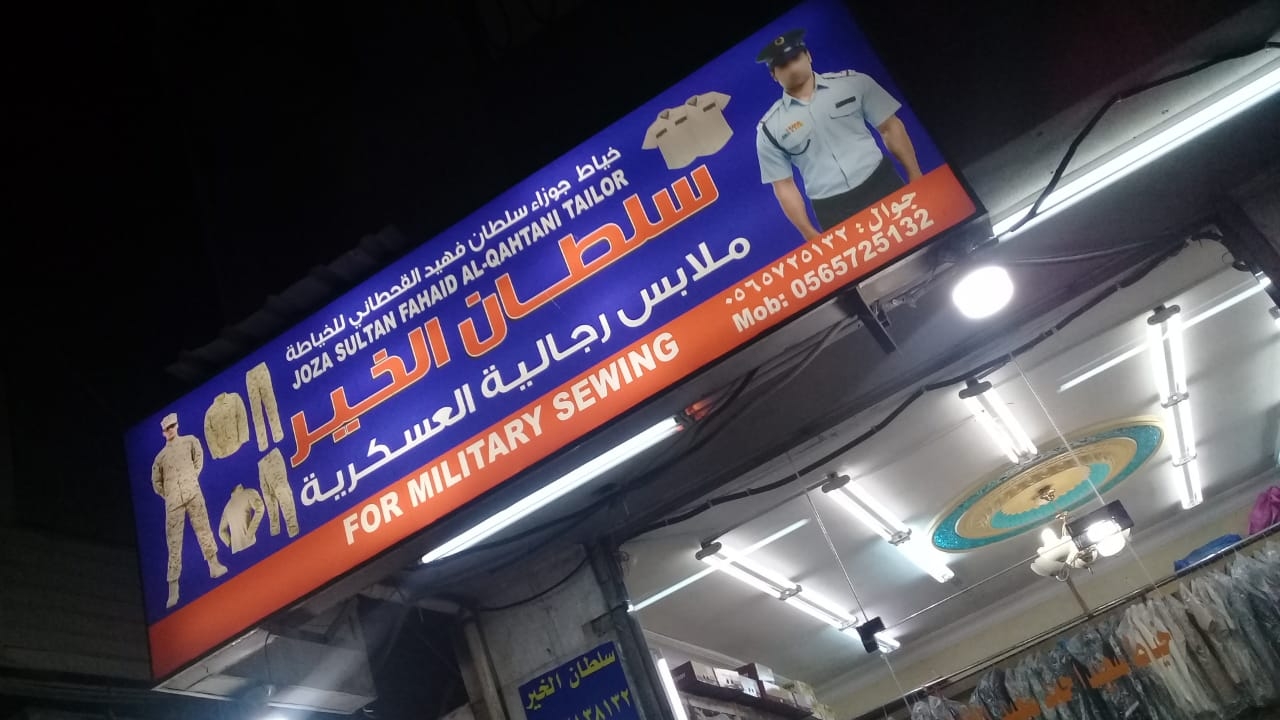 خياط جوزاء سلطان فهيد القحطاني للخياطة
JOZA SULTAN FAHAID AL-QAHTANI TAILOR
سلطان الخير
ملابس رجالية العسكرية
FOR MILITARY SEWING
جوال: ٠٥٦٥٧٢٥١٣٢
Mob: 0565725132
سلطان الخير
٣٨١٣٢